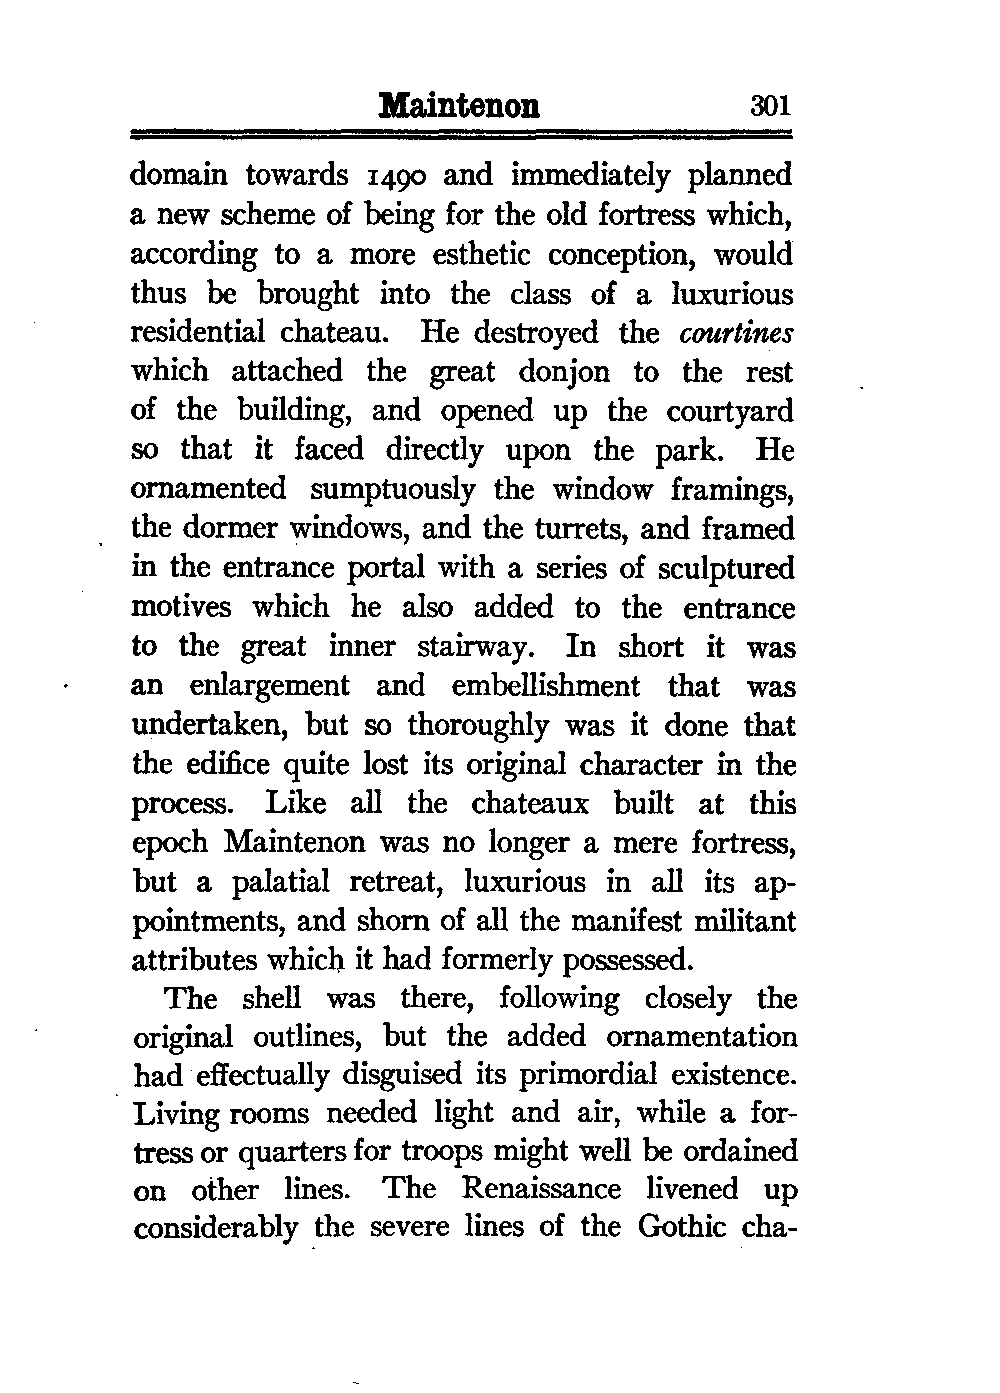 Maintenon 301
domain towards 1490 and immediately planned
a new scheme of being for the old fortress which,
according to a more esthetic conception, would
thus be brought into the class of a luxurious
residential chateau. He destroyed the courtines
which attached the great donjon to the rest
of the building, and opened up the courtyard
so that it faced directly upon the park. He
ornamented sumptuously the window framings,
the dormer windows, and the turrets, and framed
in the entrance portal with a series of sculptured
motives which he also added to the entrance
to the great inner stairway. In short it was
an enlargement and embellishment that was
undertaken, but so thoroughly was it done that
the edifice quite lost its original character in the
process. Like all the chateaux built at this
epoch Maintenon was no longer a mere fortress,
but a palatial retreat, luxurious in all its ap-
pointments, and shorn of all the manifest militant
attributes which it had formerly possessed.
The shell was there, following closely the
original outlines, but the added ornamentation
had effectually disguised its primordial existence.
Living rooms needed light and air, while a for-
tress or quarters for troops might well be ordained
on other lines. The Renaissance livened up
considerably the severe lines of the Gothic cha-